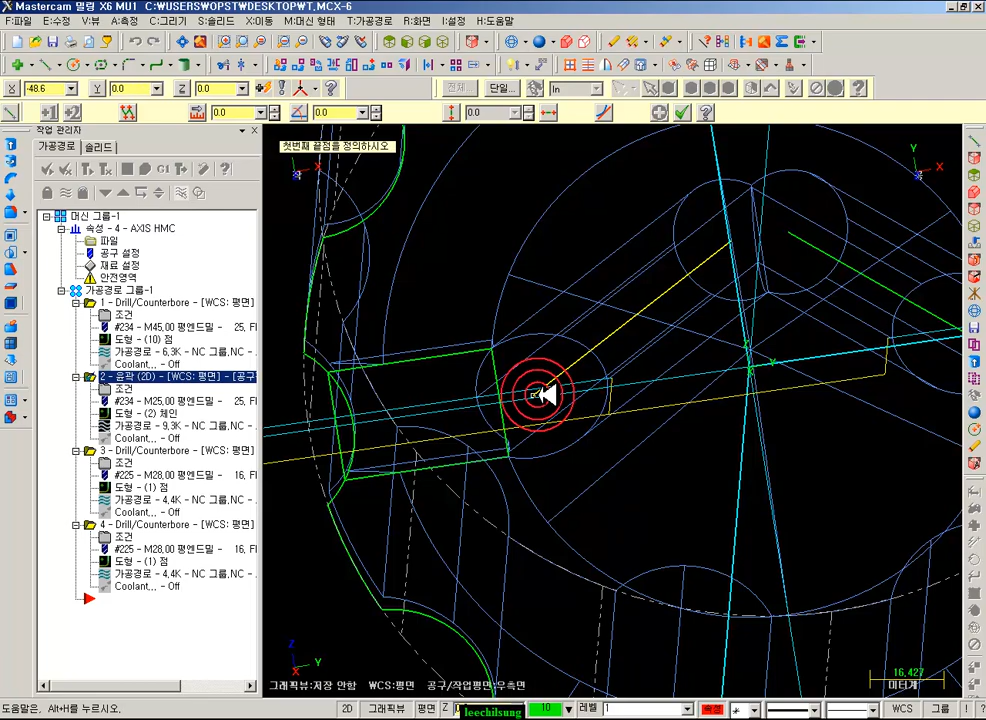 Mastercam 밀링 X6 MU1 C:\USERS\OPST\DESKTOP\WT,MCX-6
F:파일 E:수정 V:뷰 A:측정 C:그리기 S:솔리드 X:이동 M:머신 형태 T:가공경로 R:화면 I:설정 H:도움말
X -48.6 Y 0.0 Z 0.0 전체... 단일... In
+1 +2 0.0 0.0 0.0
작업 관리자
가공경로 솔리드
G1
머신 그룹-1
속성 - 4 - AXIS HMC
파일
공구 설정
재료 설정
안전영역
가공경로 그룹-1
1 - Drill/Counterbore - [WCS: 평면]
조건
#234 - M45,00 평엔드밀 - 25, Fl
도형 - (10) 점
가공경로 - 6,3K - NC 그룹,NC -
Coolant,,, - Off
2 - 윤곽 (2D) - [WCS: 평면] - [공구
조건
#234 - M25,00 평엔드밀 - 25, Fl
도형 - (2) 체인
가공경로 - 9,3K - NC 그룹,NC -
Coolant,,, - Off
3 - Drill/Counterbore - [WCS: 평면]
조건
#225 - M28,00 평엔드밀 - 16, Fl
도형 - (1) 점
가공경로 - 4,4K - NC 그룹,NC -
Coolant,,, - Off
4 - Drill/Counterbore - [WCS: 평면]
조건
#225 - M28,00 평엔드밀 - 16, Fl
도형 - (1) 점
가공경로 - 4,4K - NC 그룹,NC -
Coolant,,, - Off
첫번째 끝점을 정의하시오
X
Y
X
Y
Z
Y
X
그래픽뷰:저장 안함 WCS:평면 공구/작업평면:우측면
16,427
미터계
도움말은, Alt+H를 누르시오. 2D 그래픽뷰 평면 Z 10 레벨 1 속성 WCS 그룹 ! ?
leechilsung